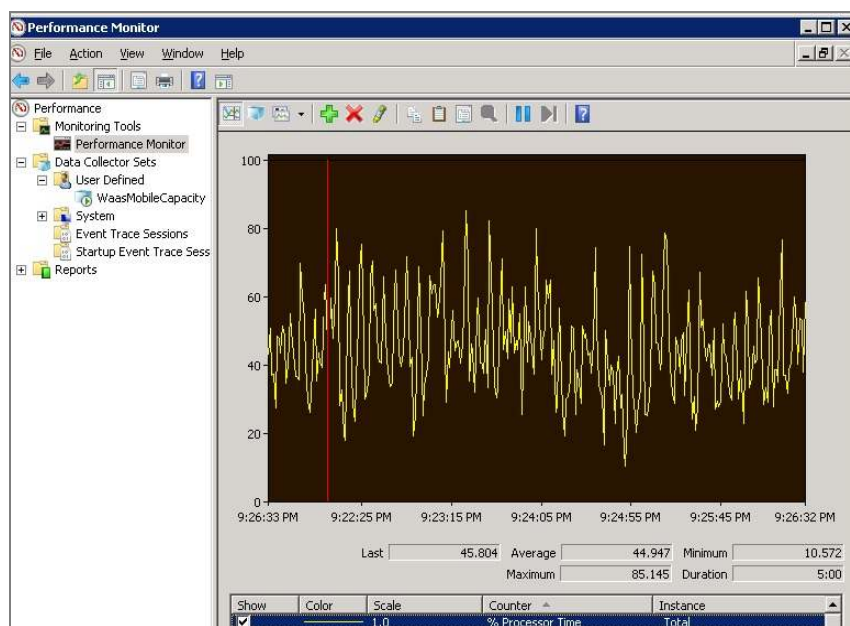 Performance Monitor
File Action View Window Help
Performance
Monitoring Tools
Performance Monitor
Data Collector Sets
User Defined
WaasMobileCapacity
System
Event Trace Sessions
Startup Event Trace Sess
Reports
100
80
60
40
20
0
9:26:33 PM 9:22:25 PM 9:23:15 PM 9:24:05 PM 9:24:55 PM 9:25:45 PM 9:26:32 PM
Last 45.804 Average 44.947 Minimum 10.572
Maximum 85.145 Duration 5:00
Show Color Scale Counter Instance
1.0 % Processor Time _Total